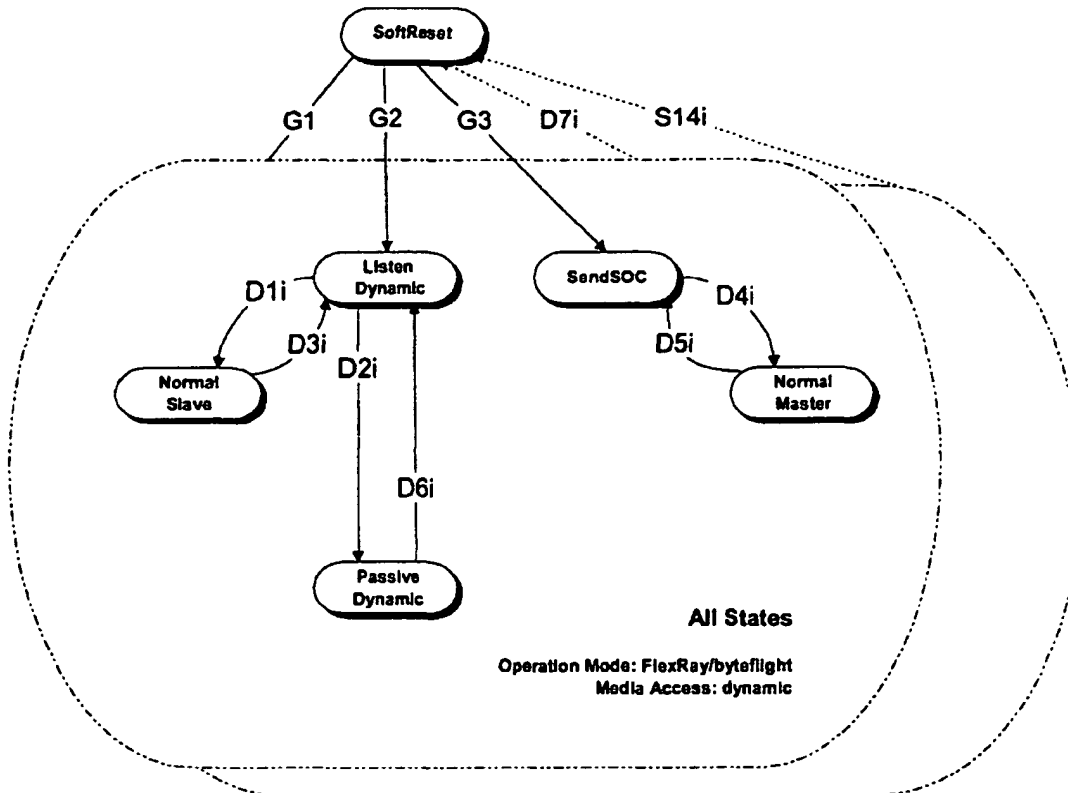 SoftReset
G1
G2
G3
D7i
S14i
Listen
Dynamic
SendSOC
D1i
D4i
D3i
D2i
D5i
Normal
Slave
Normal
Master
D6i
Passive
Dynamic
All States
Operation Mode: FlexRay/byteflight
Media Access: dynamic